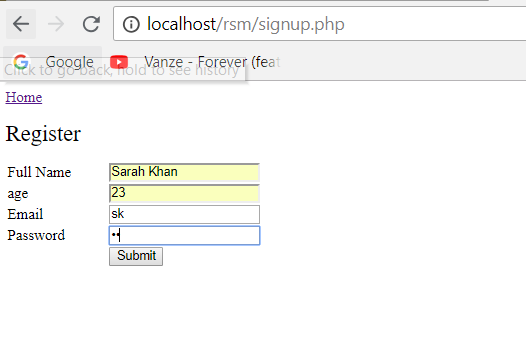 localhost/rsm/signup.php
Google Vanze - Forever (feat
Click to go back, hold to see history
Home
Register
Full Name Sarah Khan
age 23
Email sk
Password ••
Submit